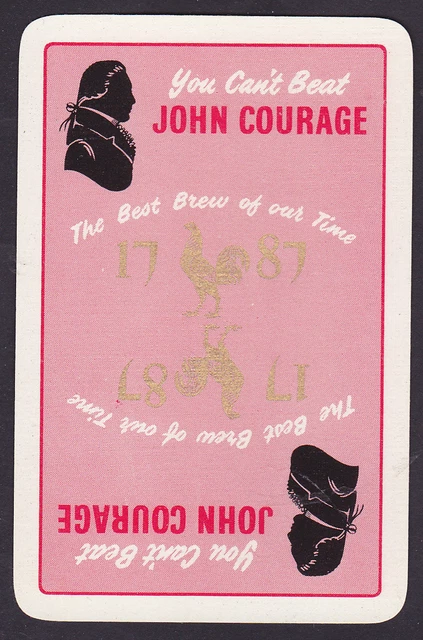 You Can't Beat
JOHN COURAGE
The Best Brew of our Time
17 87
17 87
The Best Brew of our Time
JOHN COURAGE
You Can't Beat